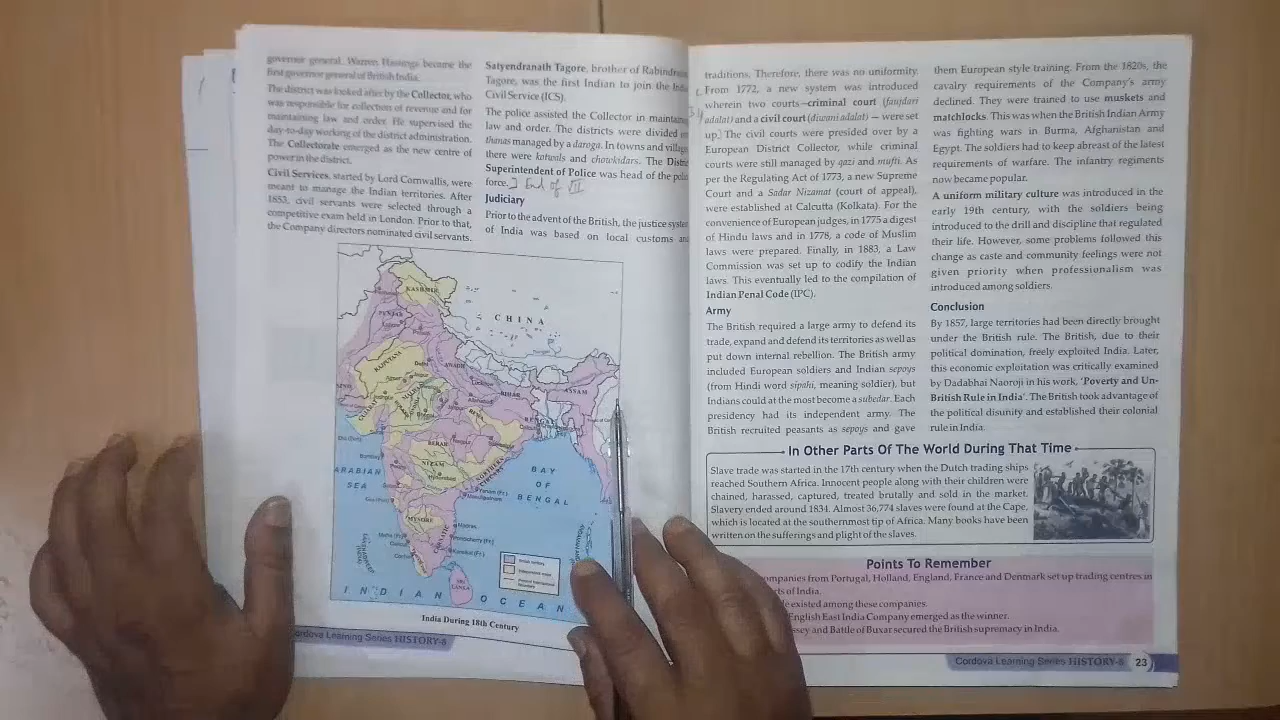 governor general. Warren Hastings became the
first governor general of British India.
The district was looked after by the Collector, who
was responsible for collection of revenue and for
maintaining law and order. He supervised the
day-to-day working of the district administration.
The Collectorate emerged as the new centre of
power in the district.
Civil Services, started by Lord Cornwallis, were
meant to manage the Indian territories. After
1853, civil servants were selected through a
competitive exam held in London. Prior to that,
the Company directors nominated civil servants.
Satyendranath Tagore, brother of Rabindra
Tagore, was the first Indian to join the
Civil Service (ICS).
The police assisted the Collector in
law and order. The districts were divided
thanas managed by a daroga. In towns and
there were kotwals and chowkidars. The
Superintendent of Police was head of the
force.] End of VII
Judiciary
Prior to the advent of the British, the justice
of India was based on local customs
KASHMIR
CHINA
PUNJAB
RAJPUTANA
AWADH
BIHAR
ASSAM
BENGAL
BERAR
NIZAM
Hyderabad
NORTHERN
ARABIAN
SEA
BAY
OF
BENGAL
MYSORE
Madras
SRI
LANKA
INDIAN OCEAN
India During 18th Century
Cordova Learning Series HISTORY-8
traditions. Therefore, there was no uniformity.
From 1772, a new system was introduced
wherein two courts—criminal court (faujdari
adalat) and a civil court (diwani adalat) — were set
up.] The civil courts were presided over by a
European District Collector, while criminal
courts were still managed by qazi and mufti. As
per the Regulating Act of 1773, a new Supreme
Court and a Sadar Nizamat (court of appeal),
were established at Calcutta (Kolkata). For the
convenience of European judges, in 1775 a digest
of Hindu laws and in 1778, a code of Muslim
laws were prepared. Finally, in 1883, a Law
Commission was set up to codify the Indian
laws. This eventually led to the compilation of
Indian Penal Code (IPC).
Army
The British required a large army to defend its
trade, expand and defend its territories as well as
put down internal rebellion. The British army
included European soldiers and Indian sepoys
(from Hindi word sipahi, meaning soldier), but
Indians could at the most become a subedar. Each
presidency had its independent army. The
British recruited peasants as sepoys and gave
them European style training. From the 1820s, the
cavalry requirements of the Company's army
declined. They were trained to use muskets and
matchlocks. This was when the British Indian Army
was fighting wars in Burma, Afghanistan and
Egypt. The soldiers had to keep abreast of the latest
requirements of warfare. The infantry regiments
now became popular.
A uniform military culture was introduced in the
early 19th century, with the soldiers being
introduced to the drill and discipline that regulated
their life. However, some problems followed this
change as caste and community feelings were not
given priority when professionalism was
introduced among soldiers.
Conclusion
By 1857, large territories had been directly brought
under the British rule. The British, due to their
political domination, freely exploited India. Later,
this economic exploitation was critically examined
by Dadabhai Naoroji in his work, 'Poverty and Un-
British Rule in India'. The British took advantage of
the political disunity and established their colonial
rule in India.
In Other Parts Of The World During That Time
Slave trade was started in the 17th century when the Dutch trading ships
reached Southern Africa. Innocent people along with their children were
chained, harassed, captured, treated brutally and sold in the market.
Slavery ended around 1834. Almost 36,774 slaves were found at the Cape,
which is located at the southernmost tip of Africa. Many books have been
written on the sufferings and plight of the slaves.
Points To Remember
ompanies from Portugal, Holland, England, France and Denmark set up trading centres in
rts of India.
existed among these companies.
English East India Company emerged as the winner.
ssey and Battle of Buxar secured the British supremacy in India.
Cordova Learning Series HISTORY-8 23